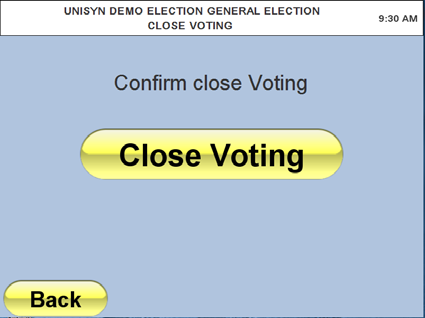 UNISYN DEMO ELECTION GENERAL ELECTION
CLOSE VOTING
9:30 AM
Confirm close Voting
Close Voting
Back